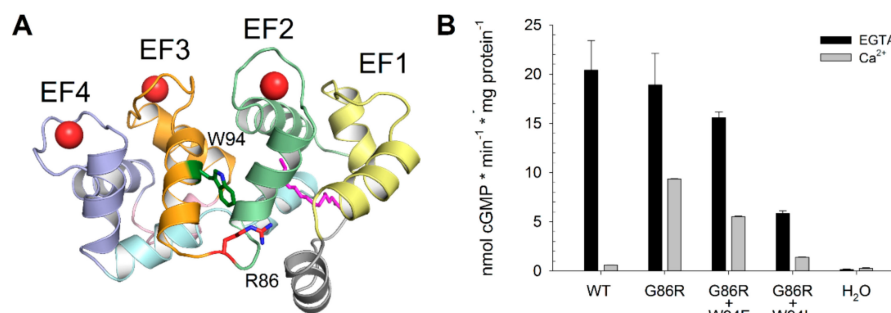 A
EF4
EF3
EF2
EF1
W94
R86
B
nmol cGMP * min⁻¹ * mg protein⁻¹
25
20
15
10
5
0
EGTA
Ca²⁺
WT
G86R
G86R
+
G86R
+
H₂O